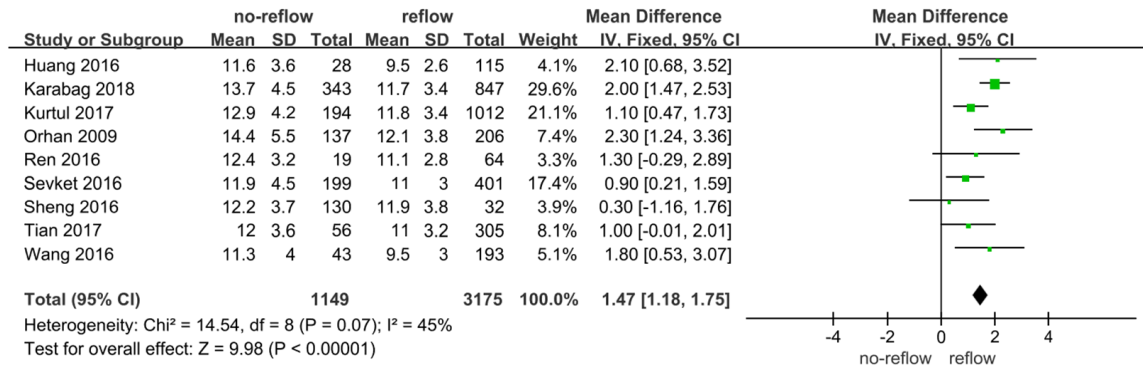 no-reflow reflow Mean Difference Mean Difference
Study or Subgroup Mean SD Total Mean SD Total Weight IV, Fixed, 95% CI IV, Fixed, 95% CI
Huang 2016 11.6 3.6 28 9.5 2.6 115 4.1% 2.10 [0.68, 3.52]
Karabag 2018 13.7 4.5 343 11.7 3.4 847 29.6% 2.00 [1.47, 2.53]
Kurtul 2017 12.9 4.2 194 11.8 3.4 1012 21.1% 1.10 [0.47, 1.73]
Orhan 2009 14.4 5.5 137 12.1 3.8 206 7.4% 2.30 [1.24, 3.36]
Ren 2016 12.4 3.2 19 11.1 2.8 64 3.3% 1.30 [-0.29, 2.89]
Sevket 2016 11.9 4.5 199 11 3 401 17.4% 0.90 [0.21, 1.59]
Sheng 2016 12.2 3.7 130 11.9 3.8 32 3.9% 0.30 [-1.16, 1.76]
Tian 2017 12 3.6 56 11 3.2 305 8.1% 1.00 [-0.01, 2.01]
Wang 2016 11.3 4 43 9.5 3 193 5.1% 1.80 [0.53, 3.07]
Total (95% CI) 1149 3175 100.0% 1.47 [1.18, 1.75]
Heterogeneity: Chi² = 14.54, df = 8 (P = 0.07); I² = 45%
Test for overall effect: Z = 9.98 (P < 0.00001)
-4 -2 0 2 4
no-reflow reflow